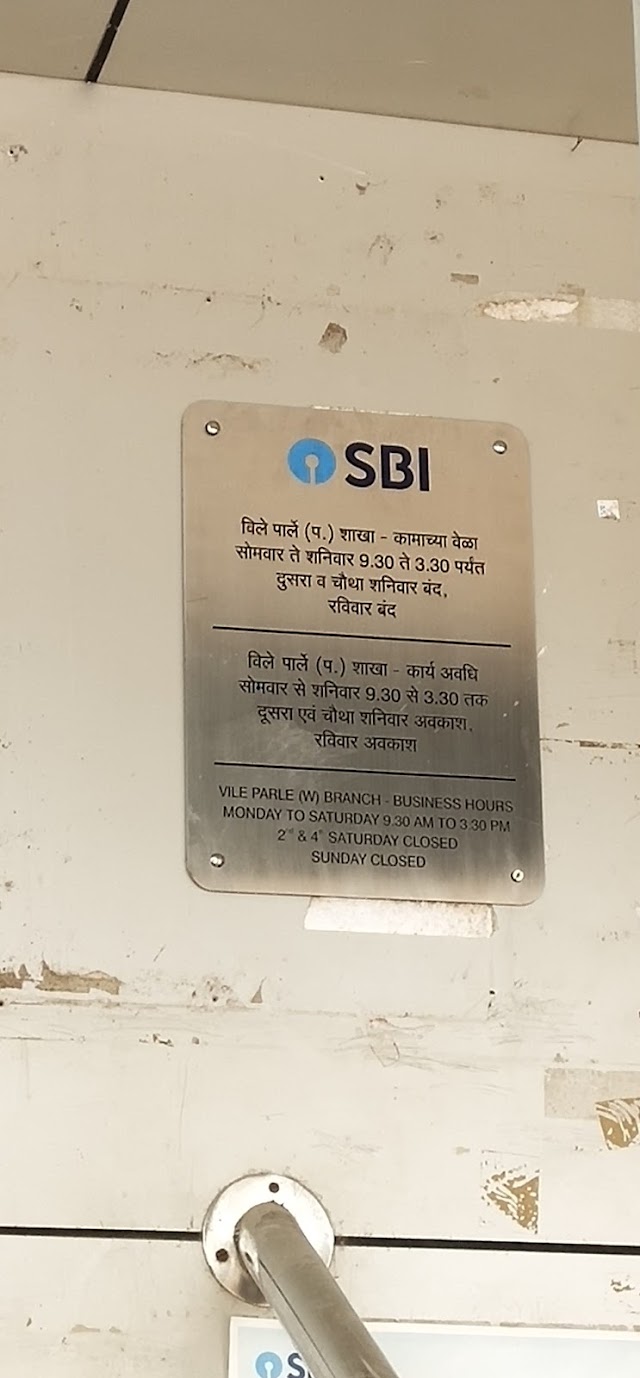 SBI
विले पार्ले (प.) शाखा - कामाच्या वेळा
सोमवार ते शनिवार 9.30 ते 3.30 पर्यंत
दुसरा व चौथा शनिवार बंद,
रविवार बंद
विले पार्ले (प.) शाखा - कार्य अवधि
सोमवार से शनिवार 9.30 से 3.30 तक
दूसरा एवं चौथा शनिवार अवकाश,
रविवार अवकाश
VILE PARLE (W) BRANCH - BUSINESS HOURS
MONDAY TO SATURDAY 9.30 AM TO 3.30 PM
2nd & 4th SATURDAY CLOSED
SUNDAY CLOSED